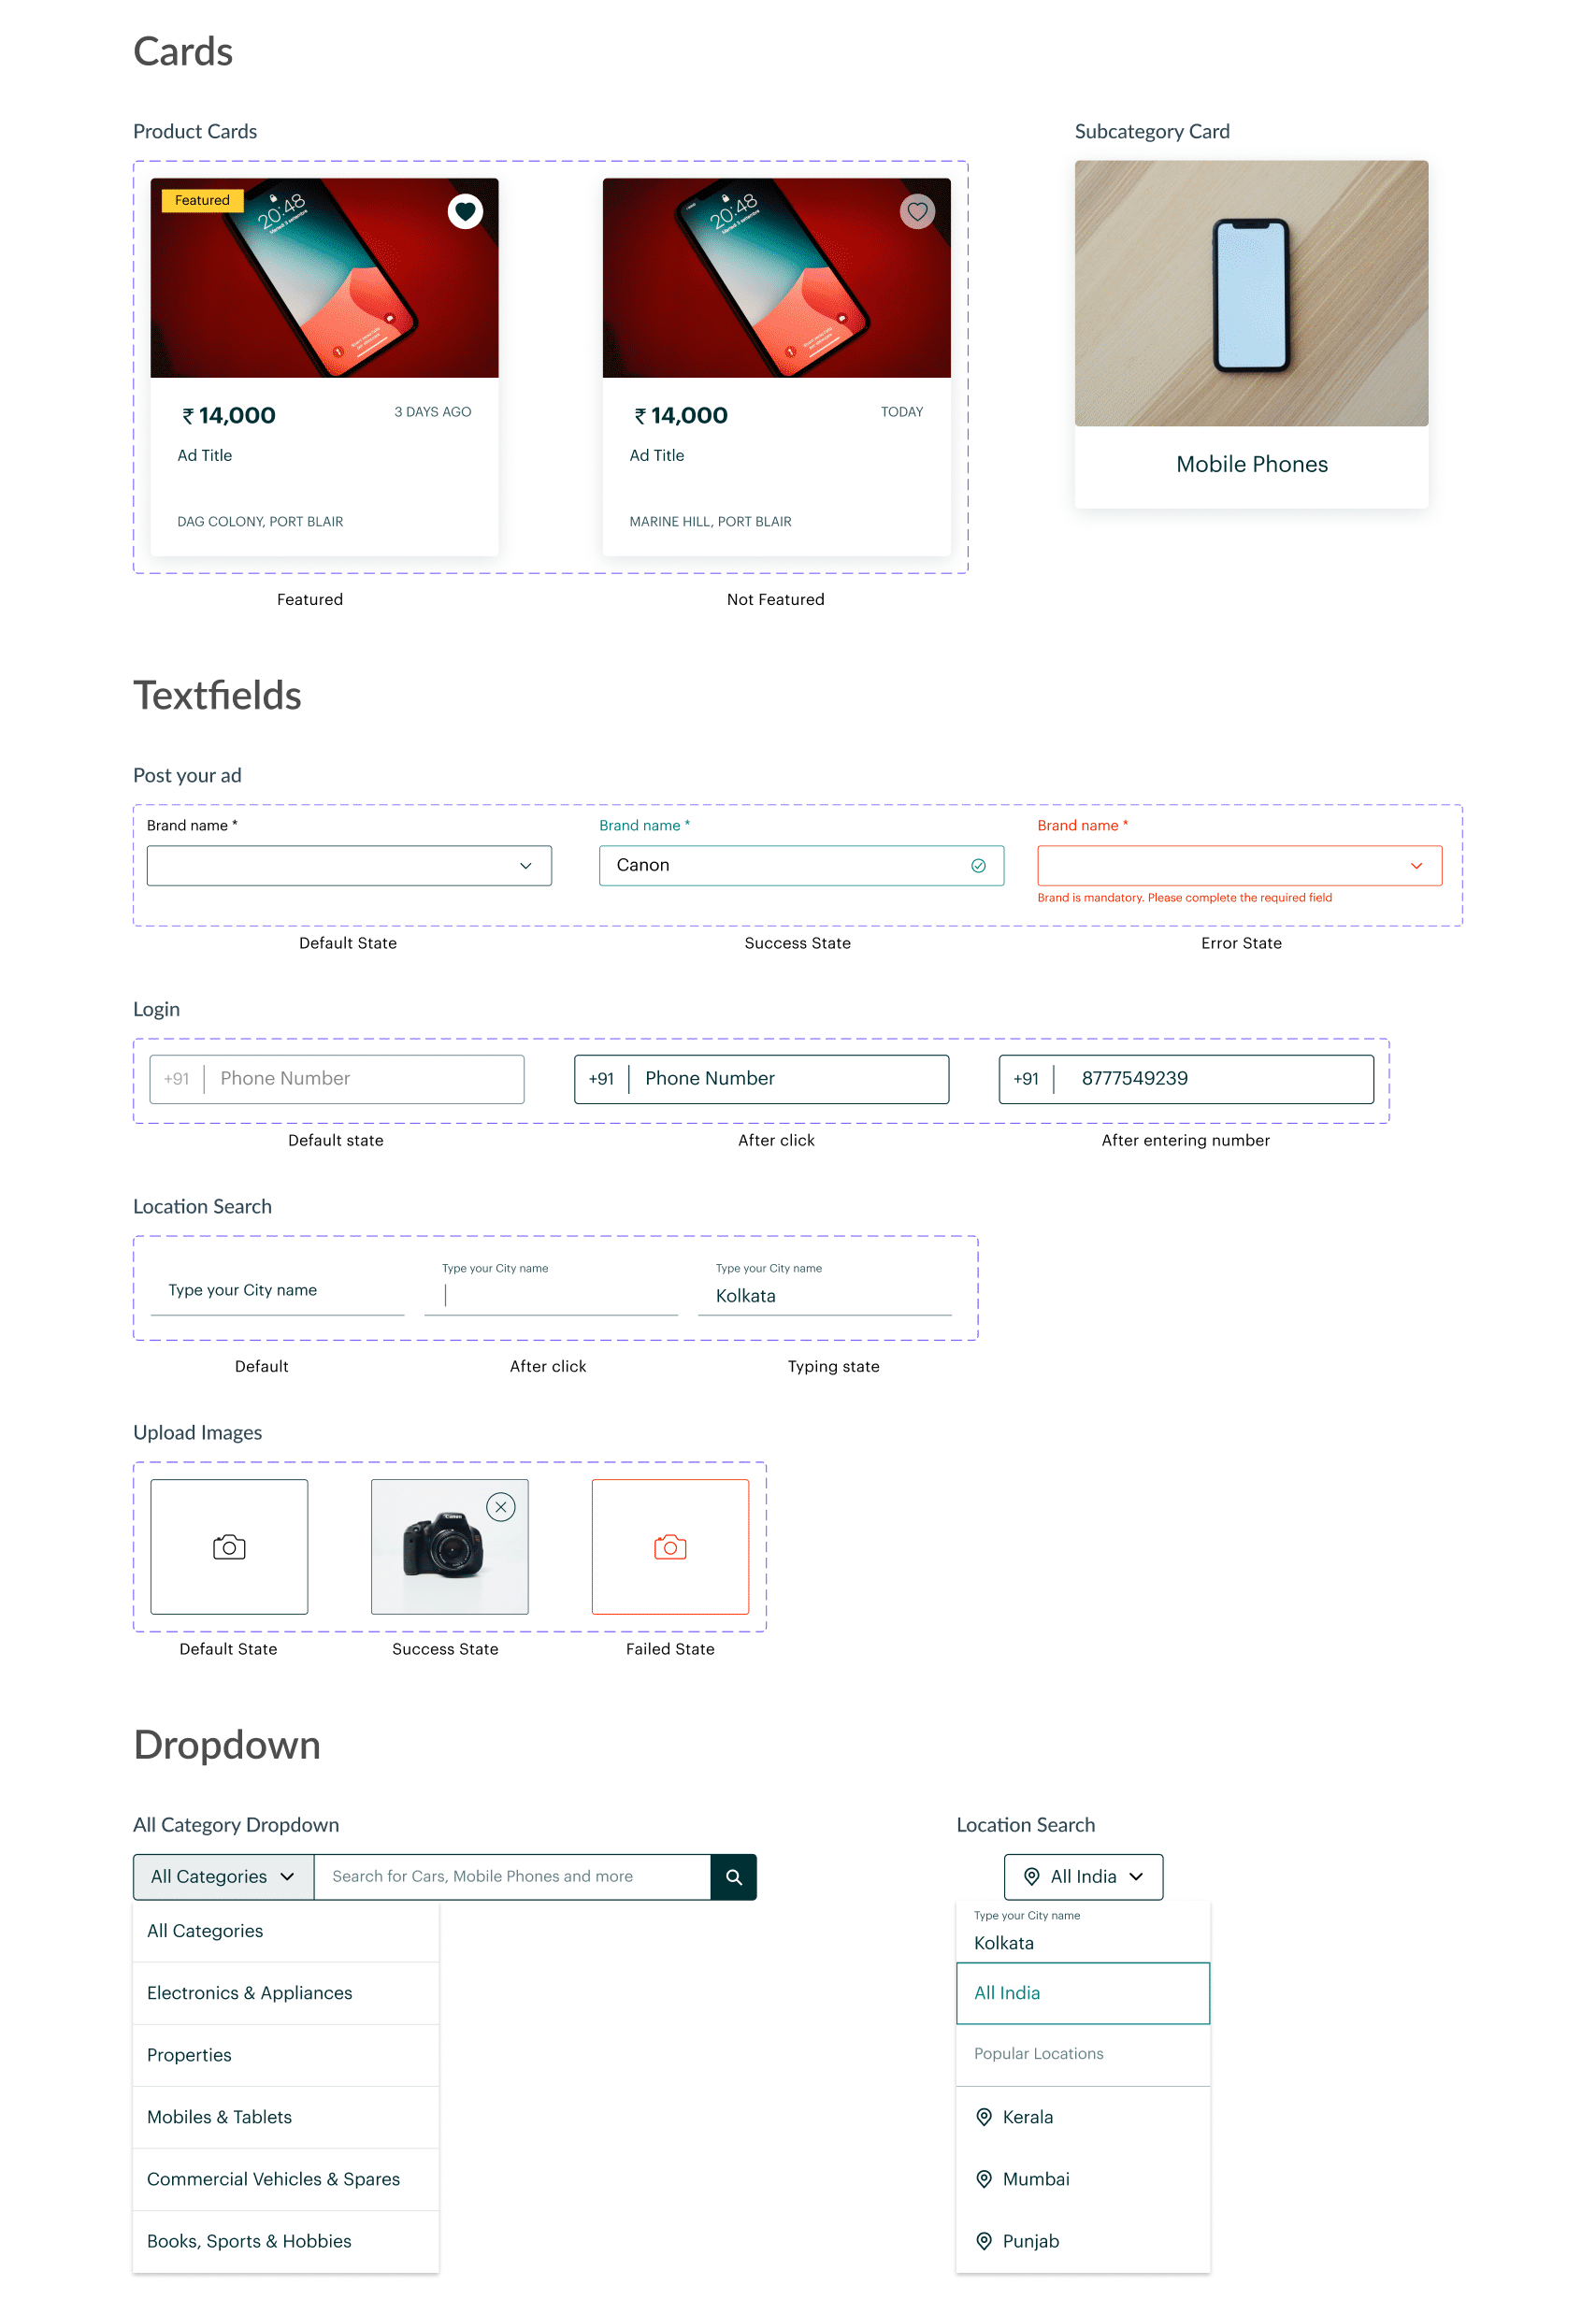 Cards
Product Cards
Subcategory Card
Featured
20:48
20:48
₹ 14,000
3 DAYS AGO
Ad Title
DAG COLONY, PORT BLAIR
₹ 14,000
TODAY
Ad Title
MARINE HILL, PORT BLAIR
Mobile Phones
Featured
Not Featured
Textfields
Post your ad
Brand name *
Brand name *
Brand name *
Canon
Brand is mandatory. Please complete the required field
Default State
Success State
Error State
Login
+91 Phone Number
+91 Phone Number
+91 8777549239
Default state
After click
After entering number
Location Search
Type your City name
Type your City name
Type your City name
Kolkata
Default
After click
Typing state
Upload Images
Canon
Default State
Success State
Failed State
Dropdown
All Category Dropdown
All Categories
Search for Cars, Mobile Phones and more
All Categories
Electronics & Appliances
Properties
Mobiles & Tablets
Commercial Vehicles & Spares
Books, Sports & Hobbies
Location Search
All India
Type your City name
Kolkata
All India
Popular Locations
Kerala
Mumbai
Punjab